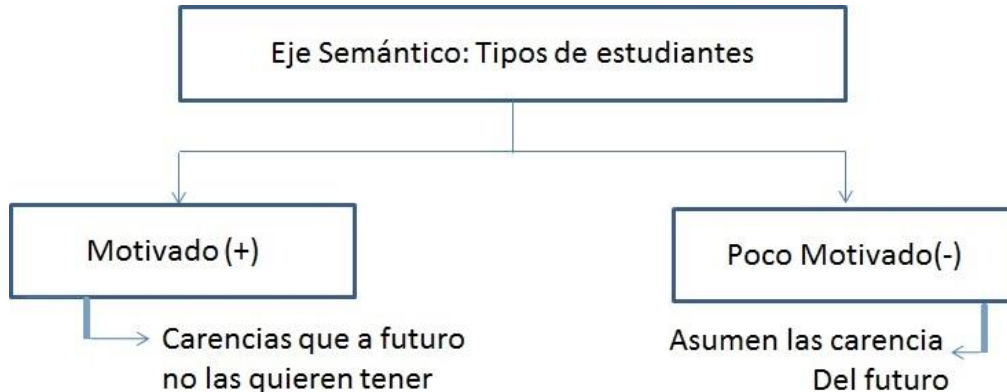 Eje Semántico: Tipos de estudiantes
Motivado (+)
Poco Motivado(-)
Carencias que a futuro
no las quieren tener
Asumen las carencia
Del futuro